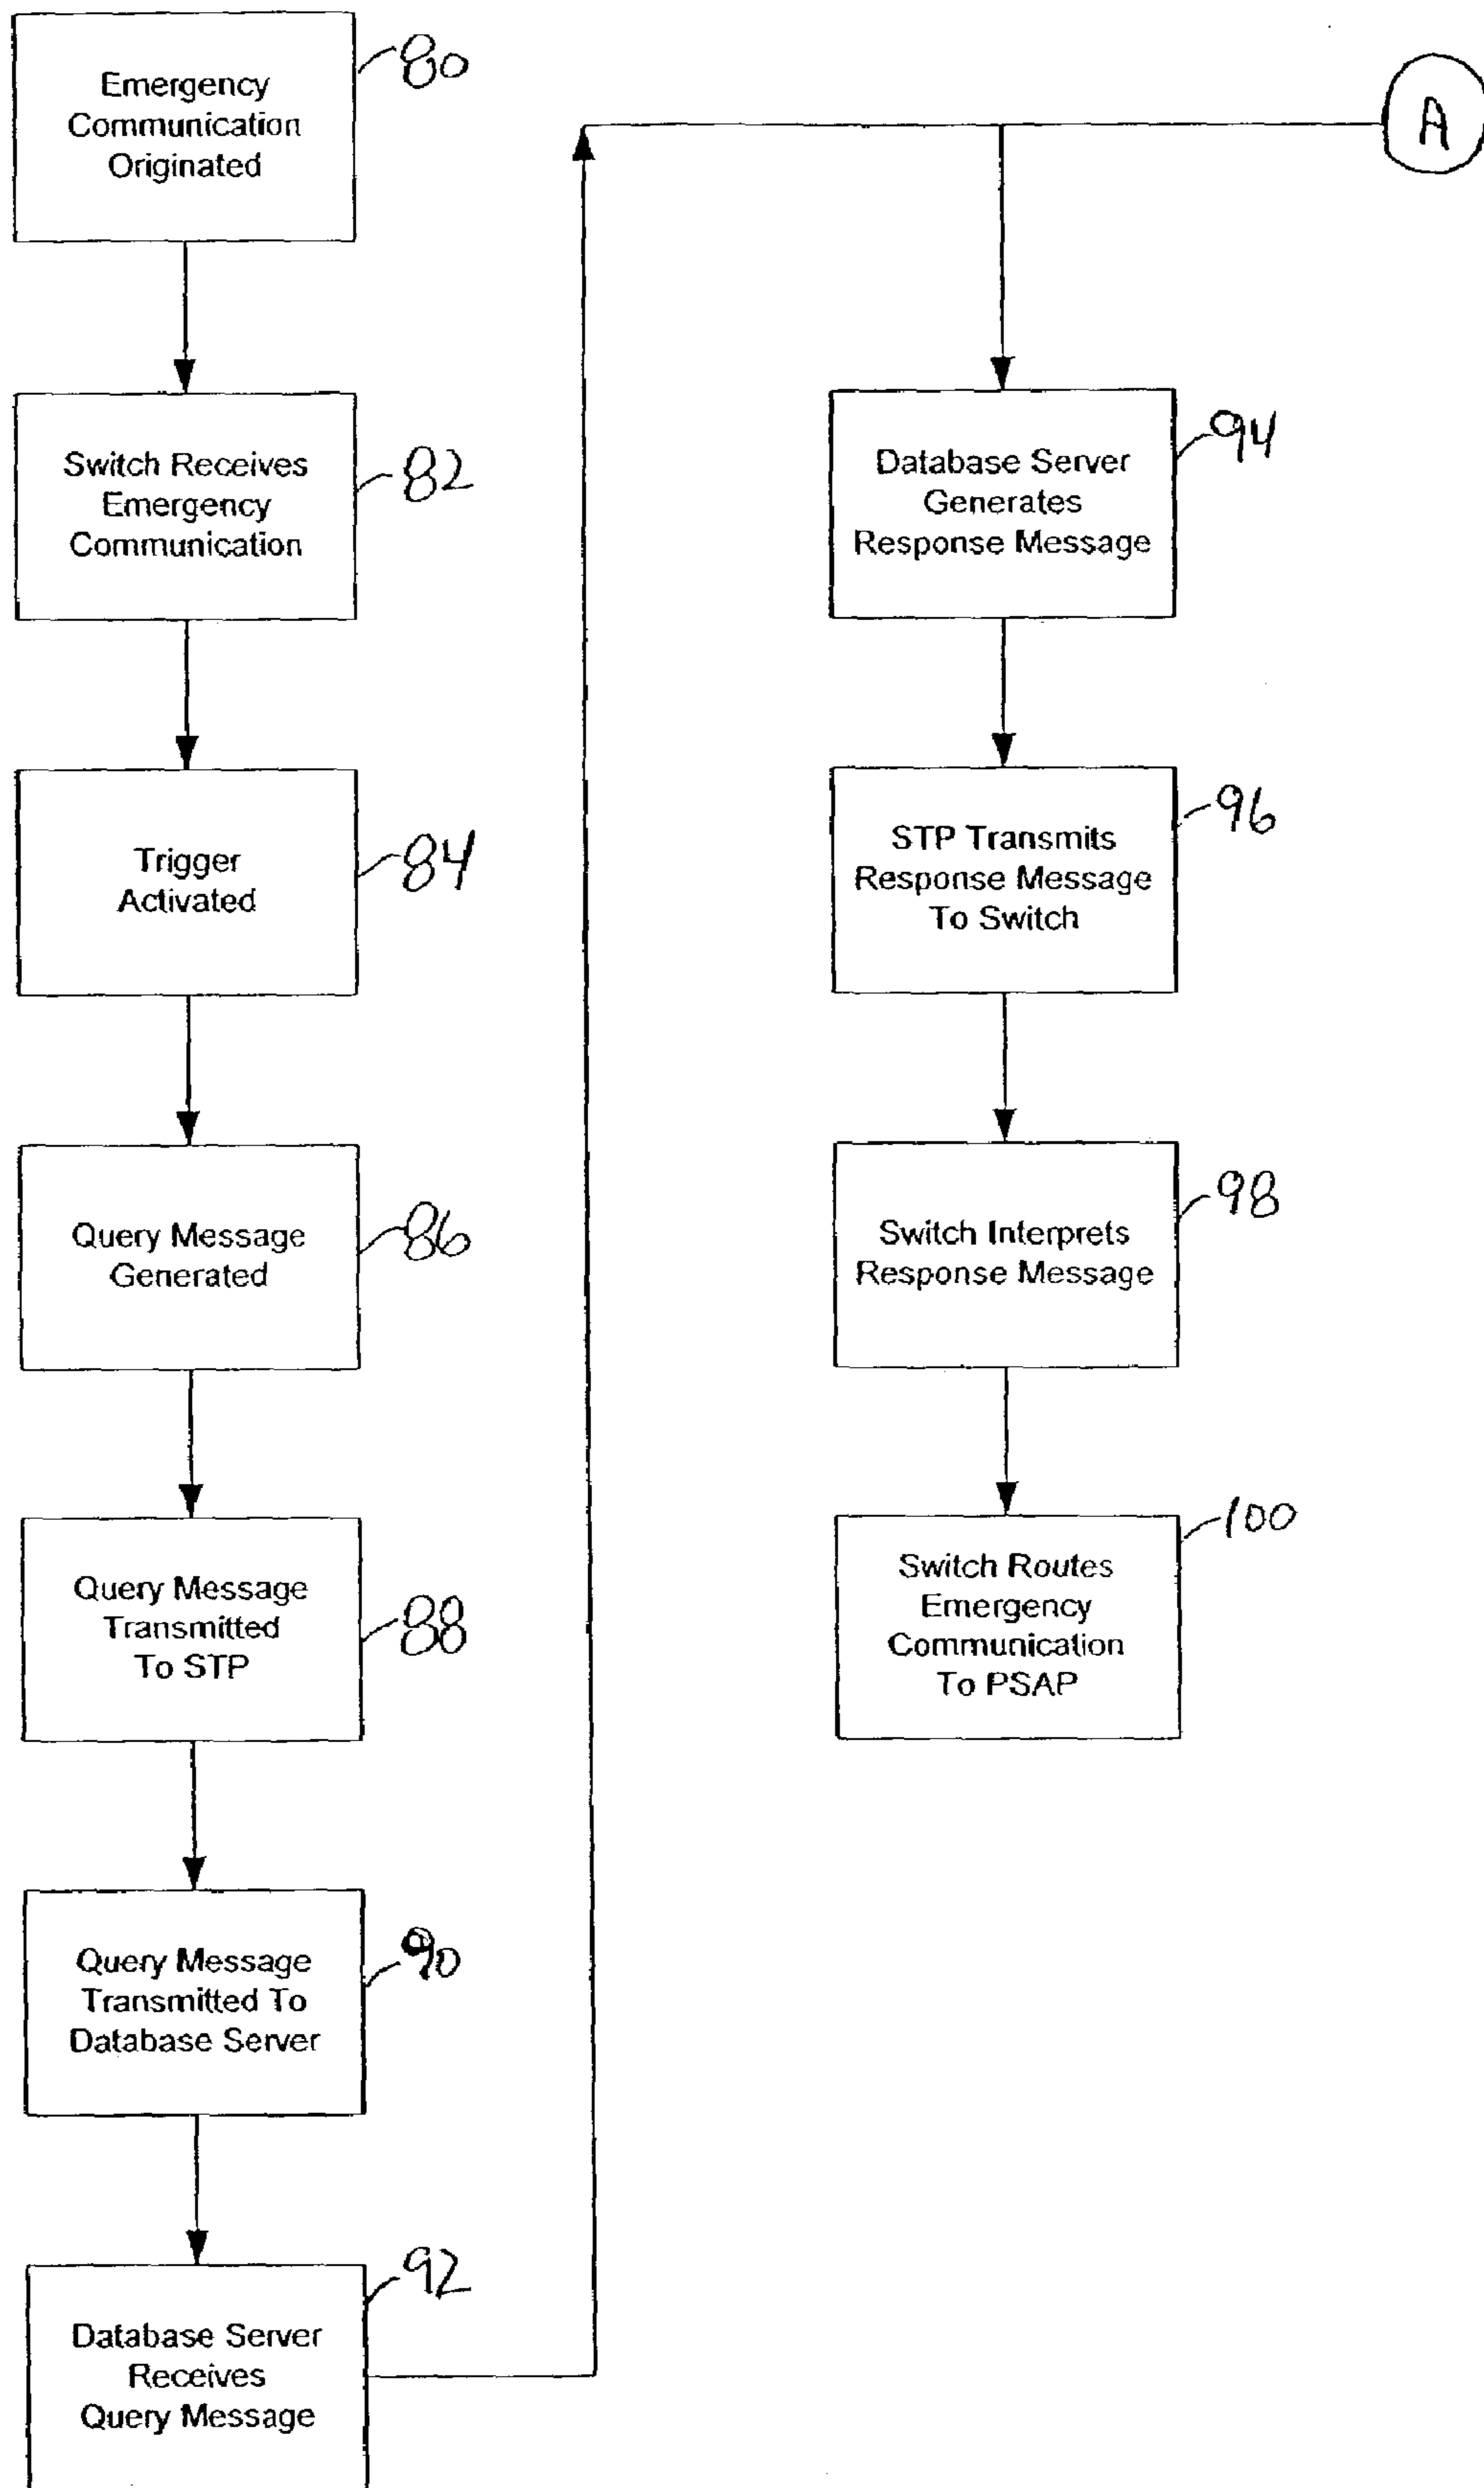 Emergency
Communication
Originated
80
Switch Receives
Emergency
Communication
82
Trigger
Activated
84
Query Message
Generated
86
Query Message
Transmitted
To STP
88
Query Message
Transmitted To
Database Server
90
Database Server
Receives
Query Message
92
A
Database Server
Generates
Response Message
94
STP Transmits
Response Message
To Switch
96
Switch Interprets
Response Message
98
Switch Routes
Emergency
Communication
To PSAP
100